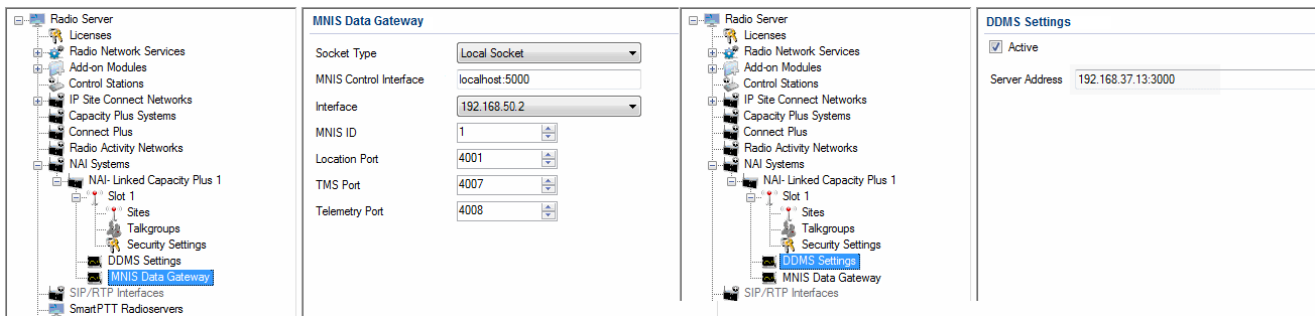 Radio Server
Licenses
Radio Network Services
Add-on Modules
Control Stations
IP Site Connect Networks
Capacity Plus Systems
Connect Plus
Radio Activity Networks
NAI Systems
NAI- Linked Capacity Plus 1
Slot 1
Sites
Talkgroups
Security Settings
DDMS Settings
MNIS Data Gateway
SIP/RTP Interfaces
SmartPTT Radioservers
MNIS Data Gateway
Socket Type Local Socket
MNIS Control Interface localhost:5000
Interface 192.168.50.2
MNIS ID 1
Location Port 4001
TMS Port 4007
Telemetry Port 4008
Radio Server
Licenses
Radio Network Services
Add-on Modules
Control Stations
IP Site Connect Networks
Capacity Plus Systems
Connect Plus
Radio Activity Networks
NAI Systems
NAI- Linked Capacity Plus 1
Slot 1
Sites
Talkgroups
Security Settings
DDMS Settings
MNIS Data Gateway
SIP/RTP Interfaces
DDMS Settings
Active
Server Address 192.168.37.13:3000